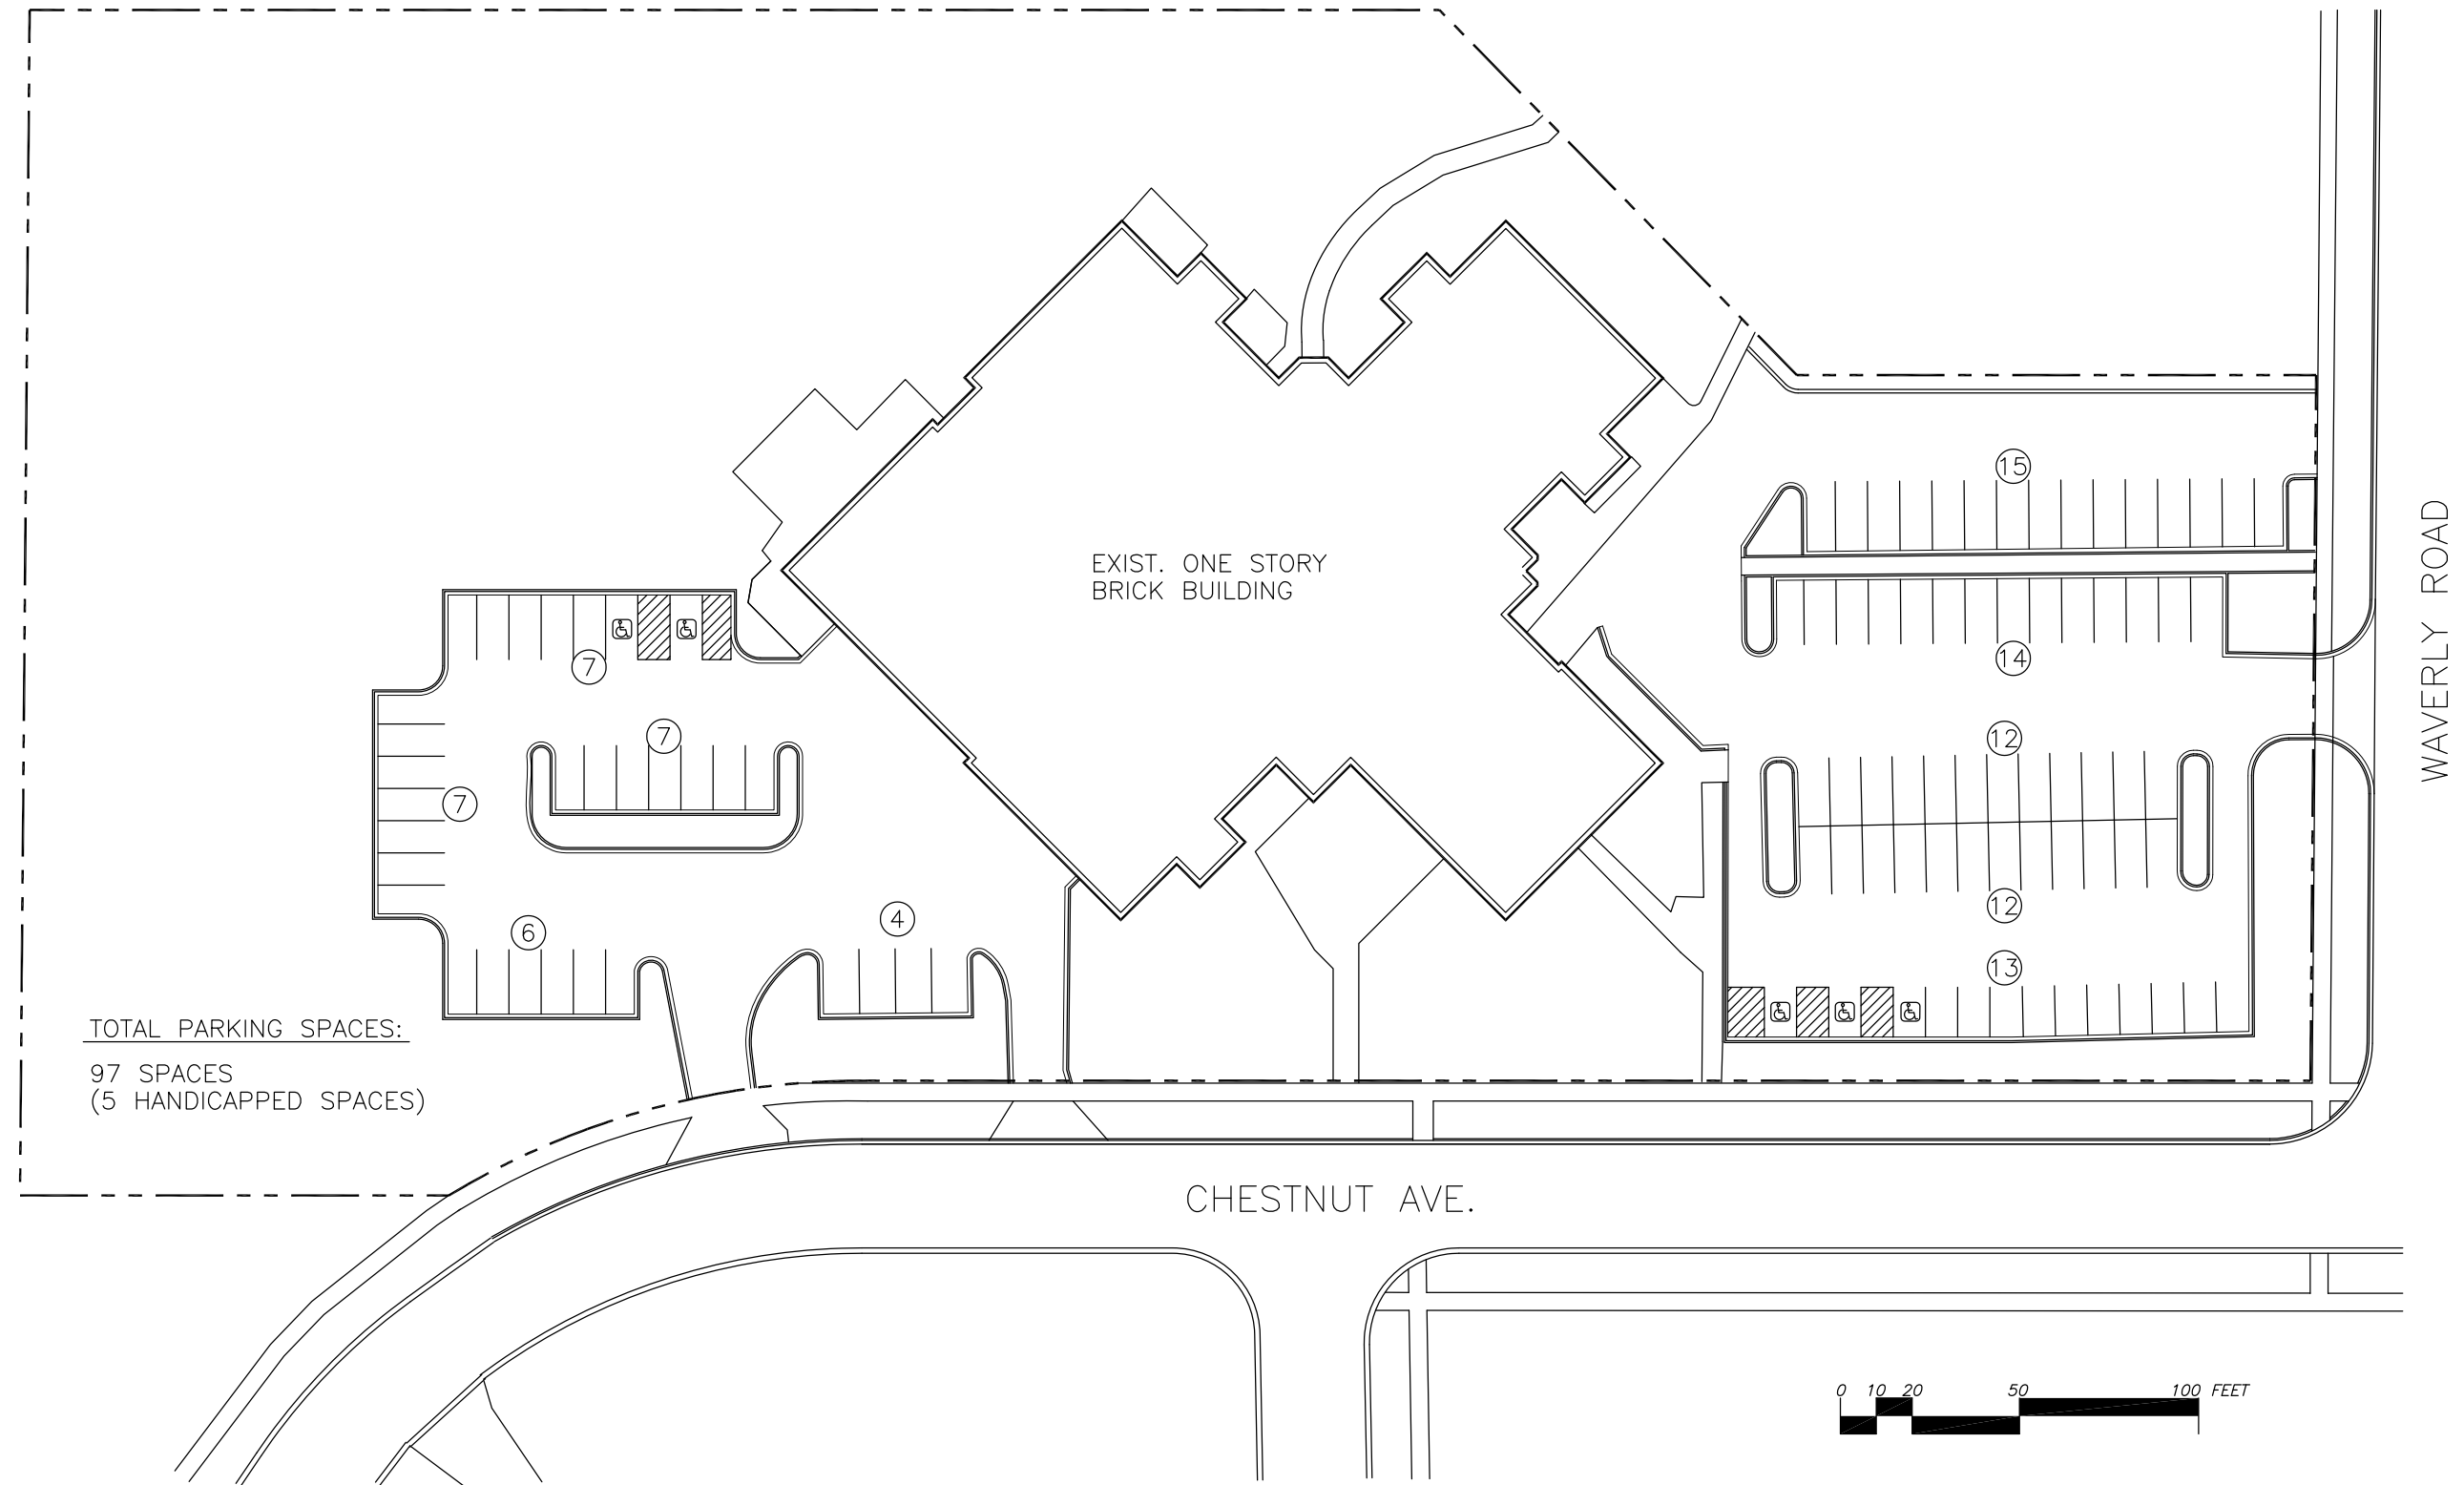 15
EXIST. ONE STORY
BRICK BUILDING
WAVERLY ROAD
7
14
7
12
7
12
4
6
13
TOTAL PARKING SPACES:
97 SPACES
(5 HANDICAPPED SPACES)
CHESTNUT AVE.
0 10 20 50 100 FEET